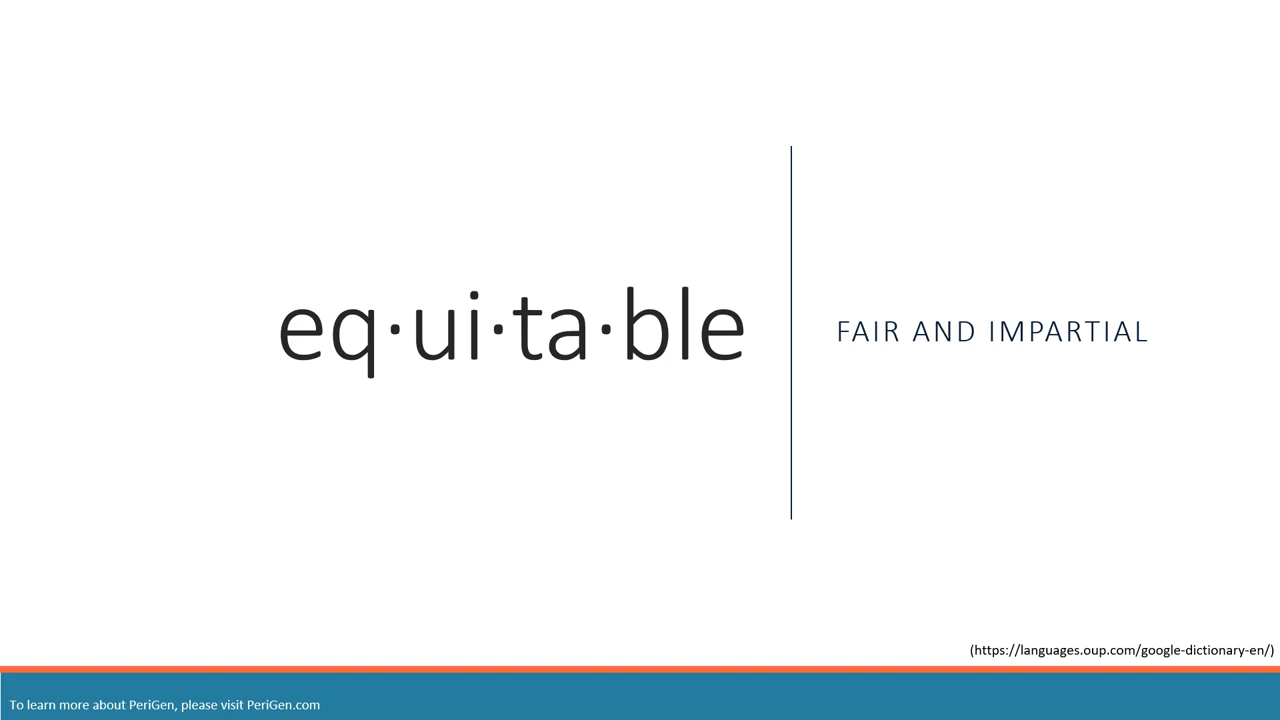 eq·ui·ta·ble
FAIR AND IMPARTIAL
(https://languages.oup.com/google-dictionary-en/)
To learn more about PeriGen, please visit PeriGen.com